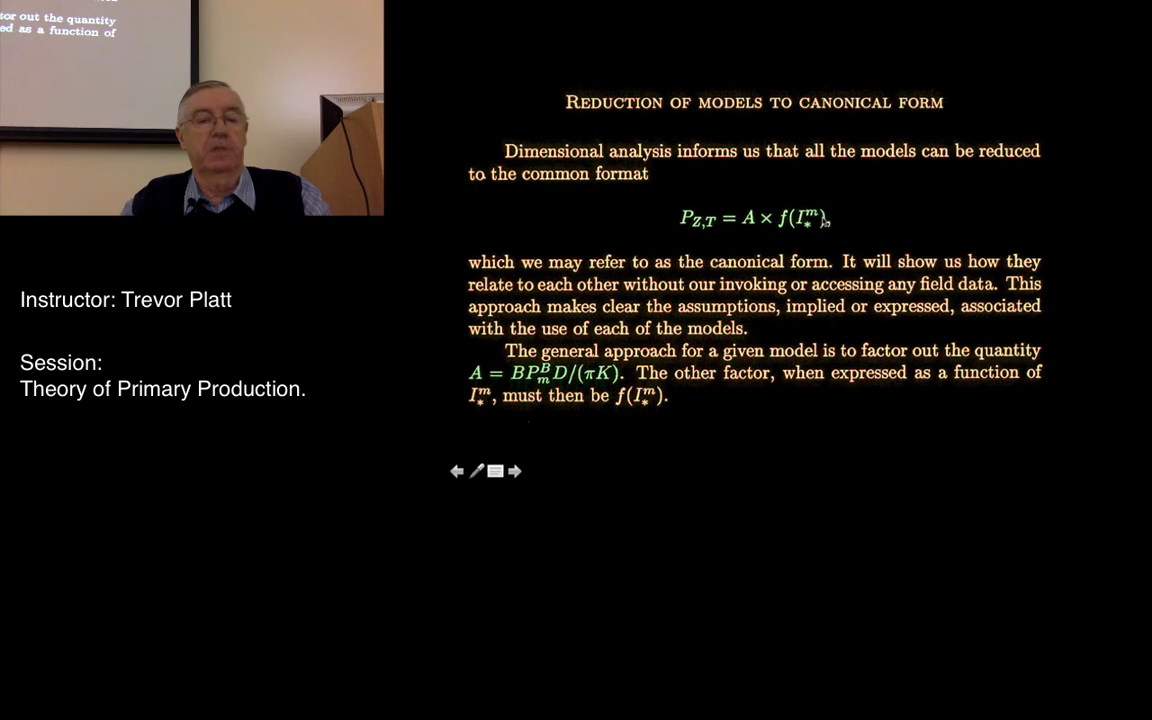 tor out the quantity
ed as a function of
Instructor: Trevor Platt
Session:
Theory of Primary Production.
REDUCTION OF MODELS TO CANONICAL FORM
Dimensional analysis informs us that all the models can be reduced
to the common format
P_{Z,T} = A × f(I_*^m),
which we may refer to as the canonical form. It will show us how they
relate to each other without our invoking or accessing any field data. This
approach makes clear the assumptions, implied or expressed, associated
with the use of each of the models.
The general approach for a given model is to factor out the quantity
A = BP_m^B D/(πK). The other factor, when expressed as a function of
I_*^m, must then be f(I_*^m).